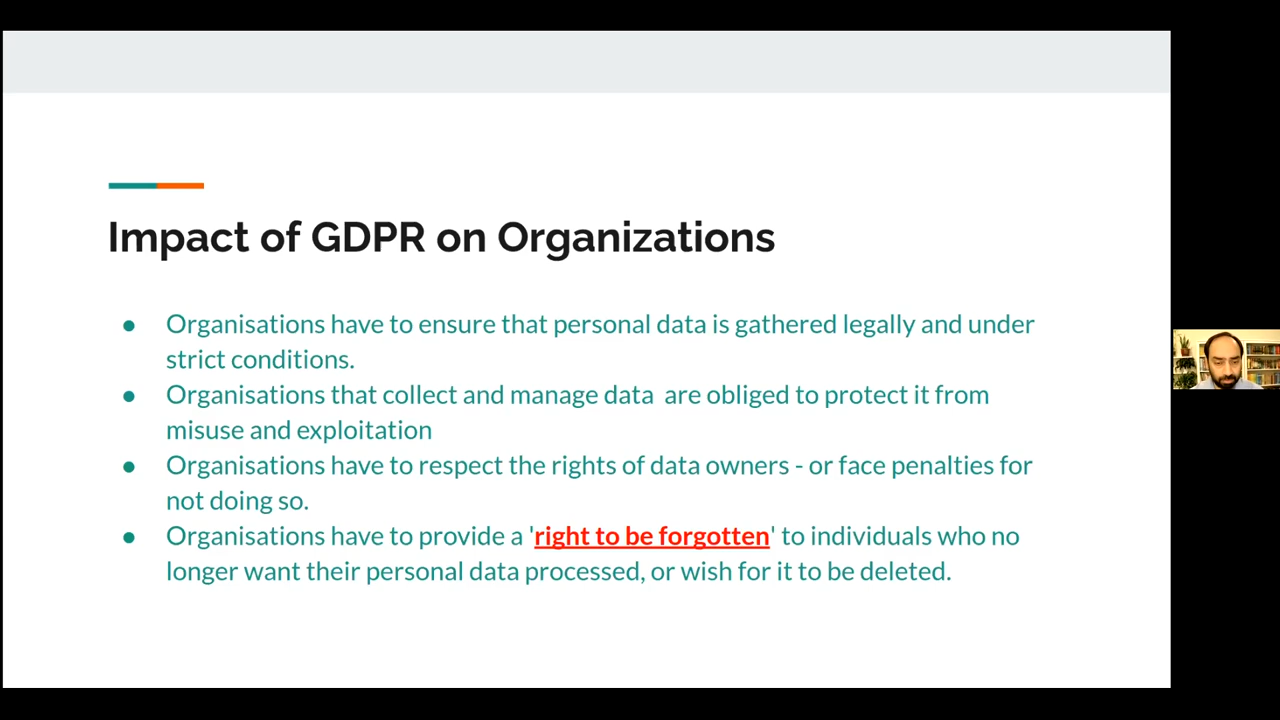 Impact of GDPR on Organizations
● Organisations have to ensure that personal data is gathered legally and under
strict conditions.
● Organisations that collect and manage data  are obliged to protect it from
misuse and exploitation
● Organisations have to respect the rights of data owners - or face penalties for
not doing so.
● Organisations have to provide a 'right to be forgotten' to individuals who no
longer want their personal data processed, or wish for it to be deleted.